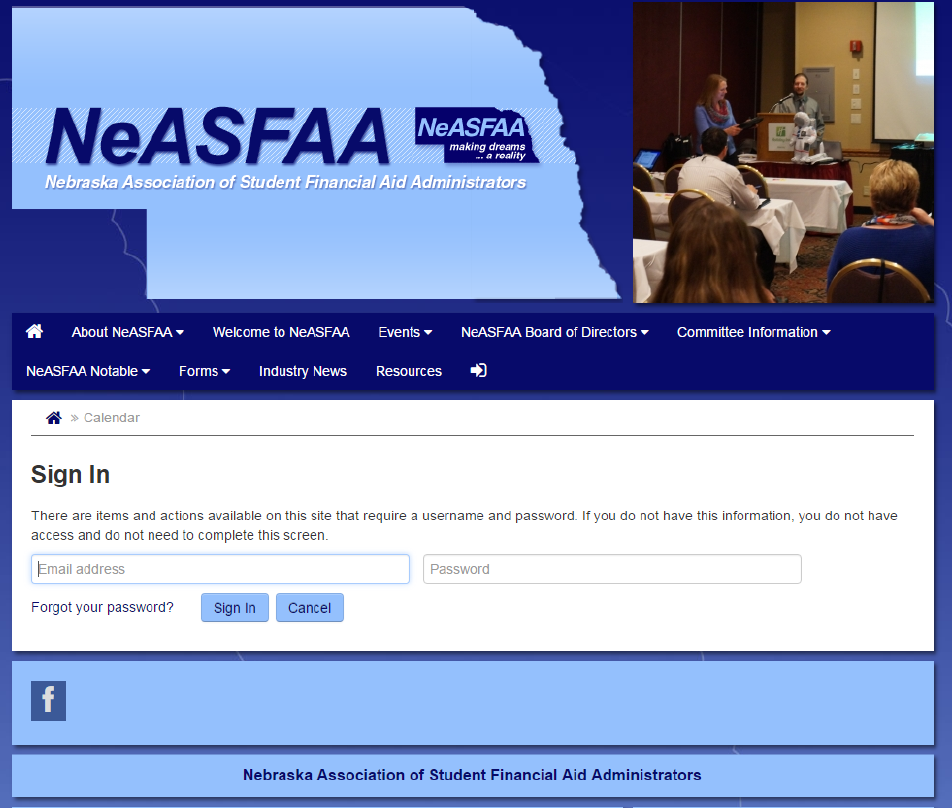 NeASFAA
NeASFAA
making dreams
... a reality
Nebraska Association of Student Financial Aid Administrators
About NeASFAA Welcome to NeASFAA Events NeASFAA Board of Directors Committee Information
NeASFAA Notable Forms Industry News Resources
» Calendar
Sign In
There are items and actions available on this site that require a username and password. If you do not have this information, you do not have
access and do not need to complete this screen.
Email address Password
Forgot your password? Sign In Cancel
f
Nebraska Association of Student Financial Aid Administrators